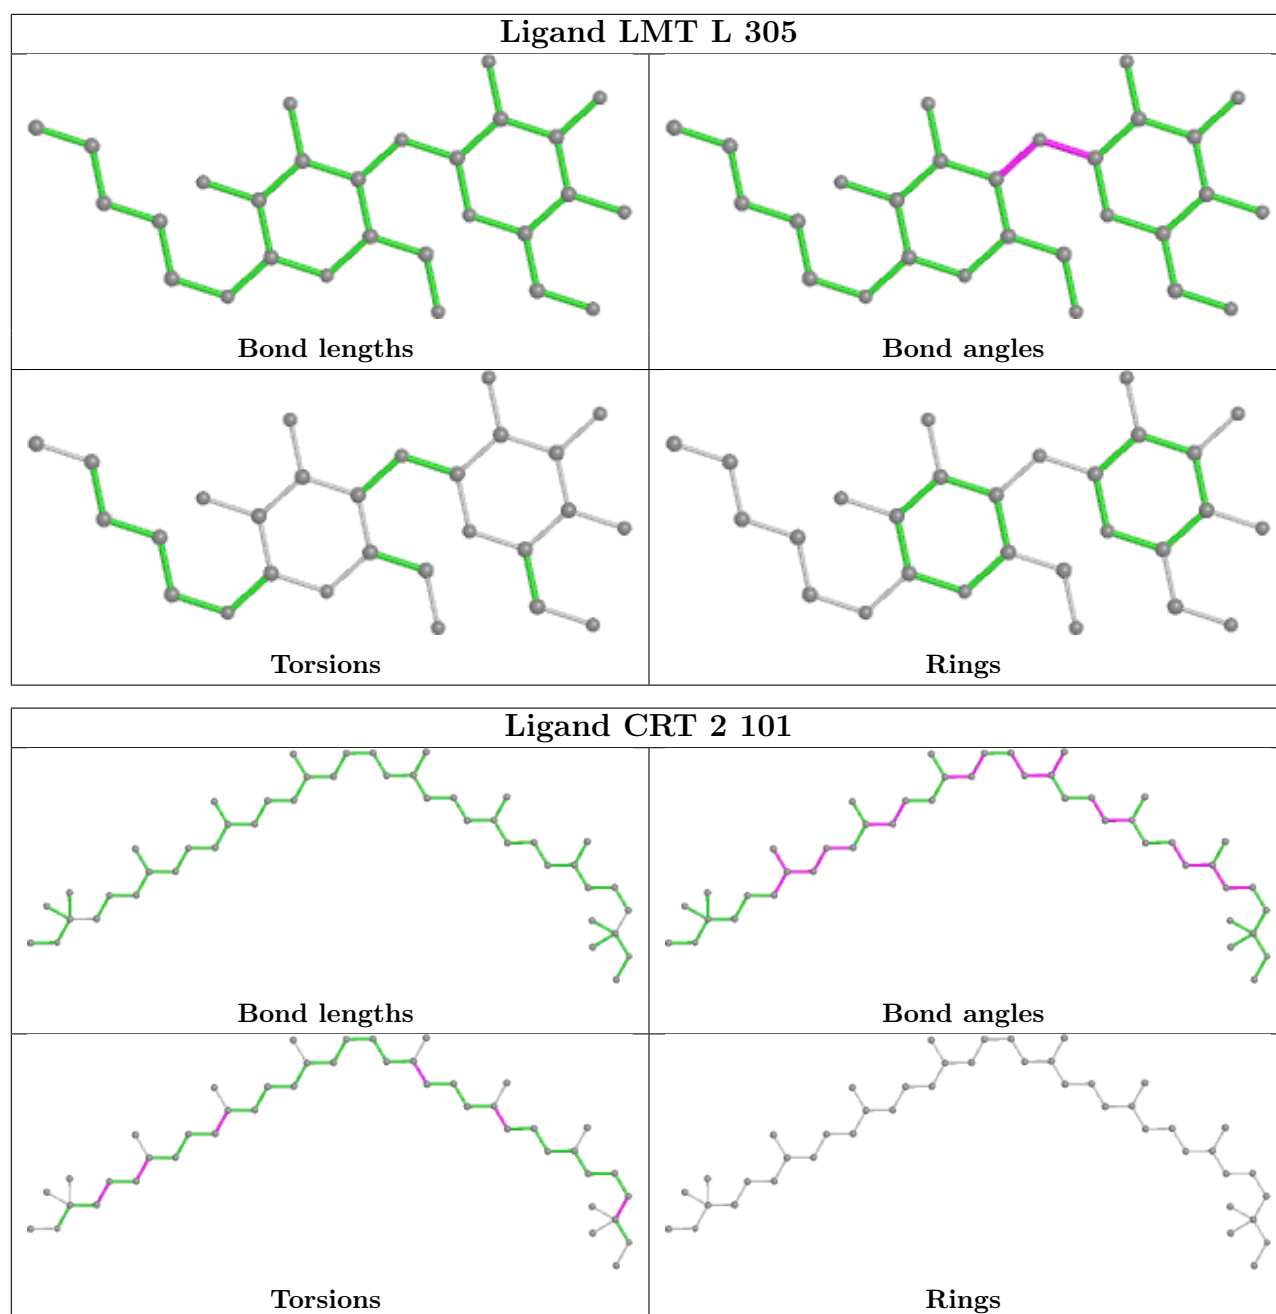 Ligand LMT L 305
Bond lengths
Bond angles
Torsions
Rings
Ligand CRT 2 101
Bond lengths
Bond angles
Torsions
Rings